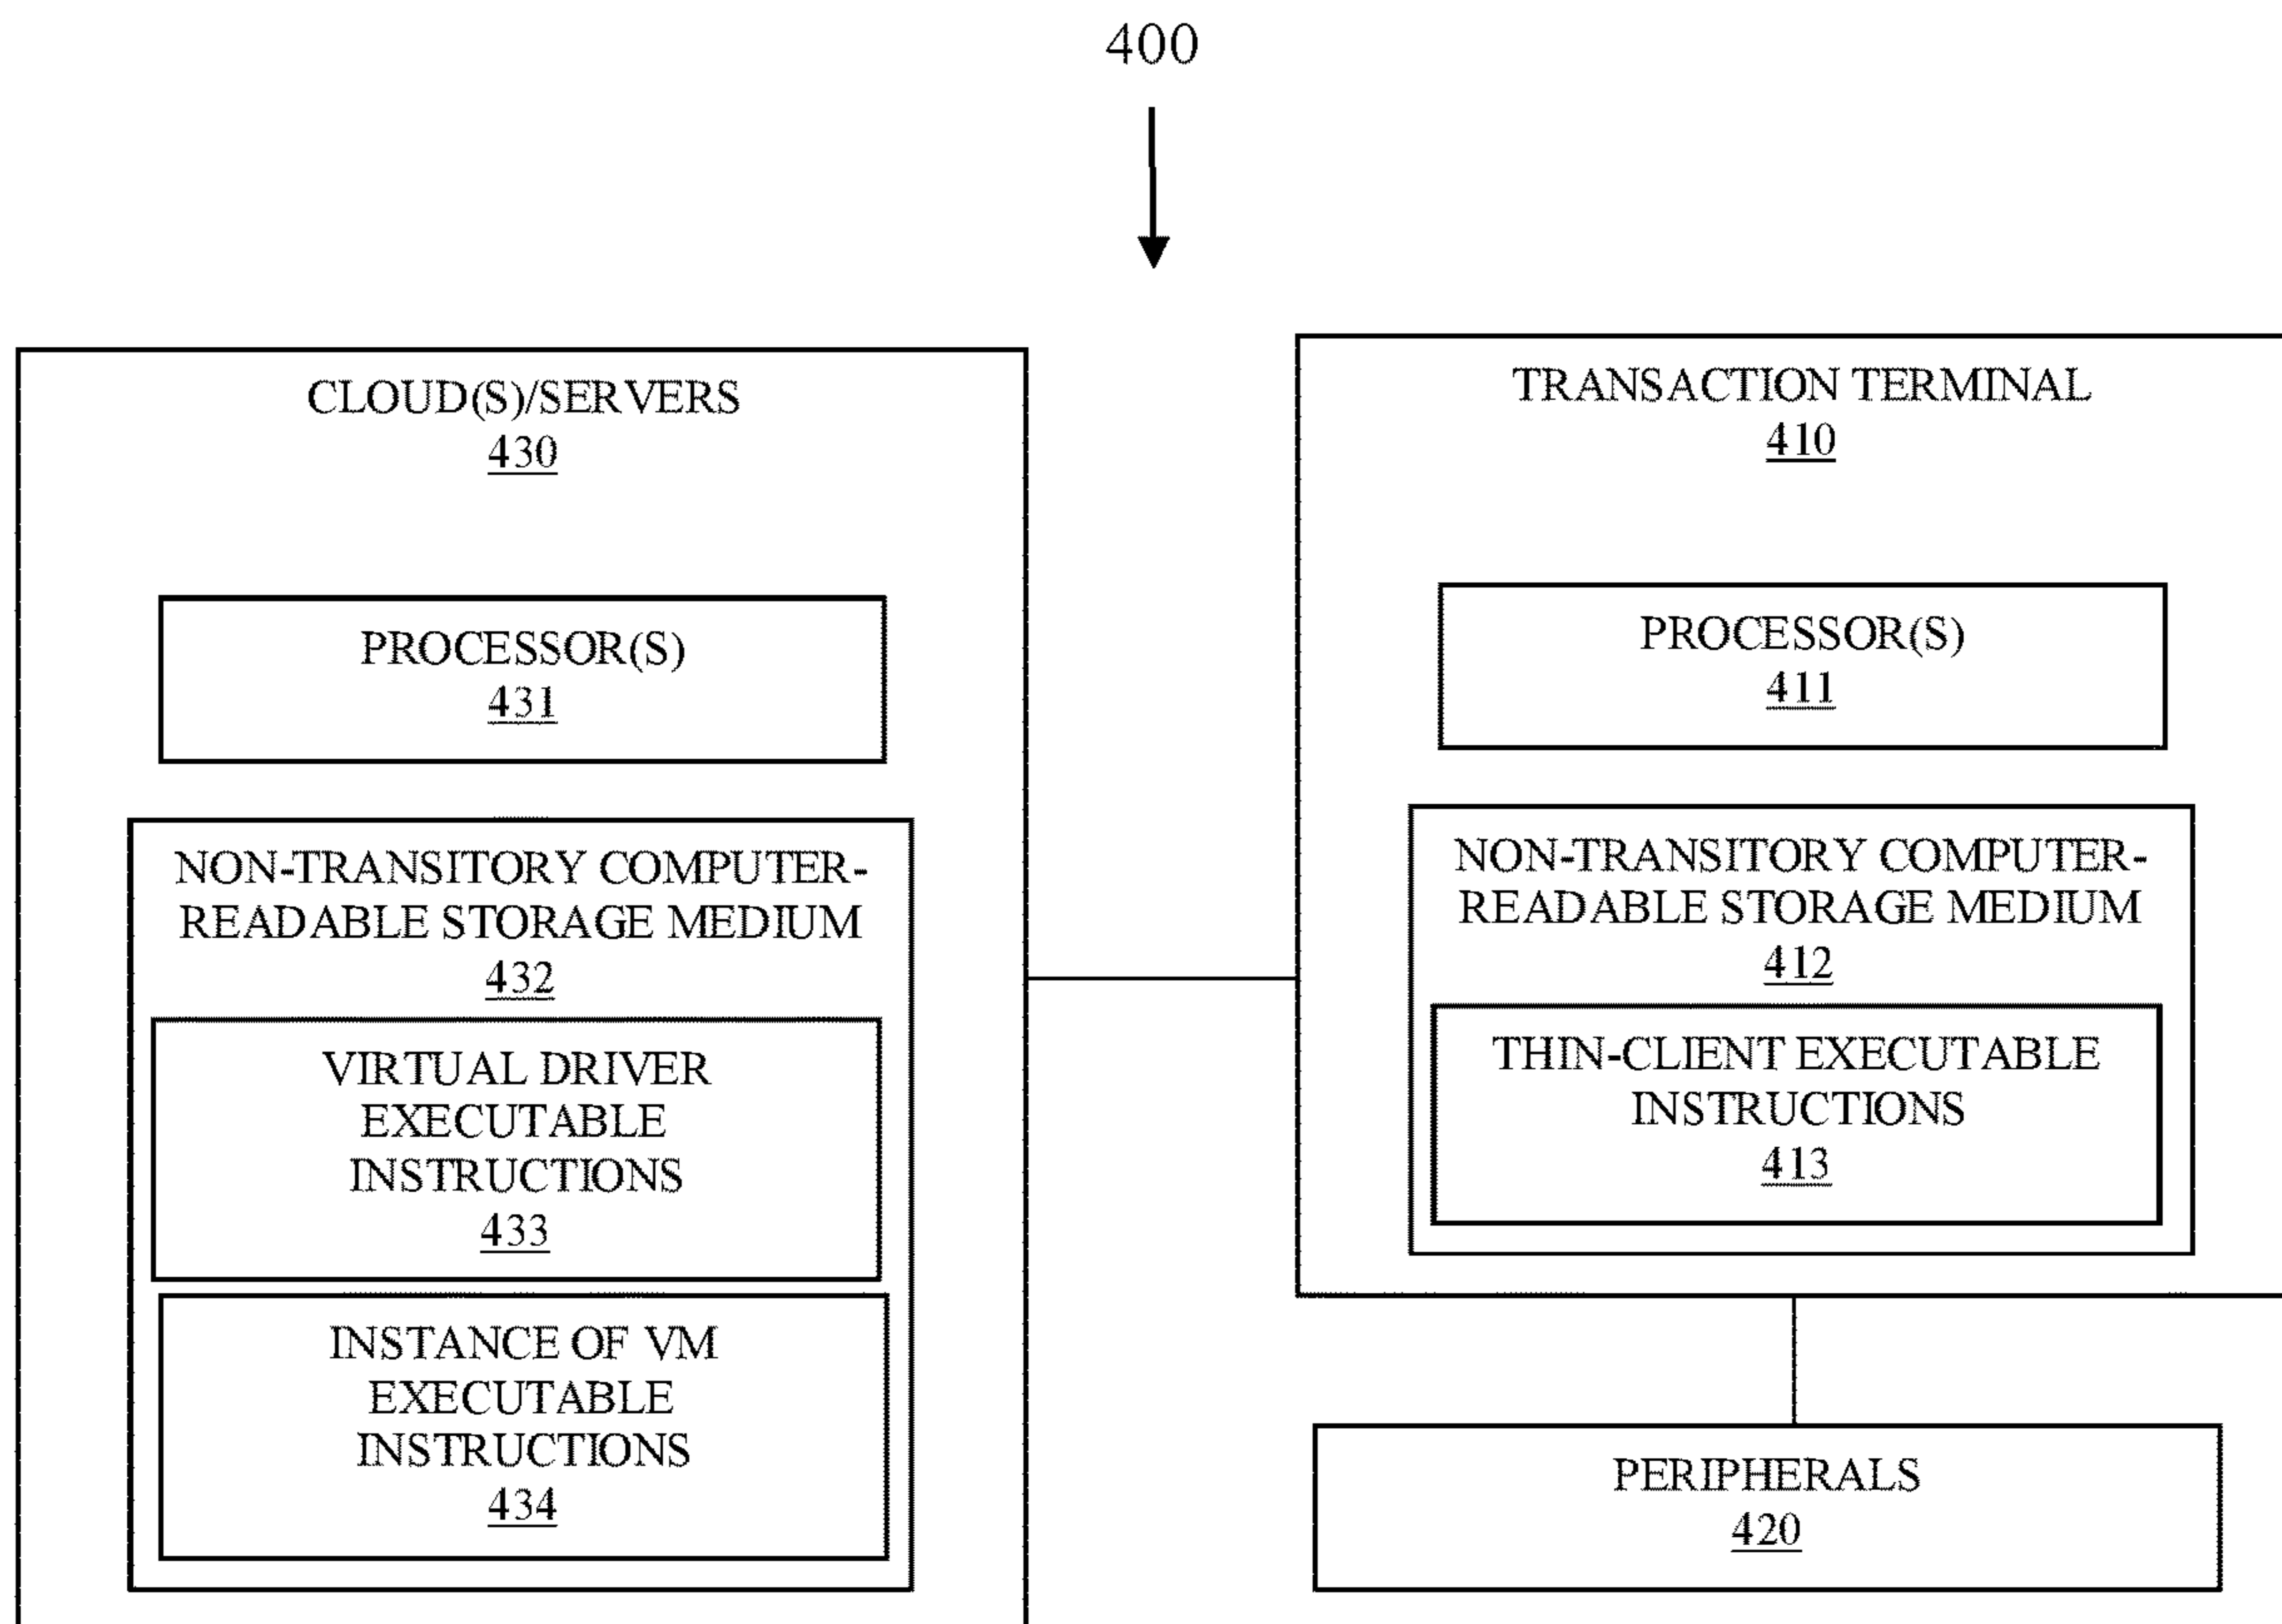 400
CLOUD(S)/SERVERS
430
PROCESSOR(S)
431
NON-TRANSITORY COMPUTER-
READABLE STORAGE MEDIUM
432
VIRTUAL DRIVER
EXECUTABLE
INSTRUCTIONS
433
INSTANCE OF VM
EXECUTABLE
INSTRUCTIONS
434
TRANSACTION TERMINAL
410
PROCESSOR(S)
411
NON-TRANSITORY COMPUTER-
READABLE STORAGE MEDIUM
412
THIN-CLIENT EXECUTABLE
INSTRUCTIONS
413
PERIPHERALS
420